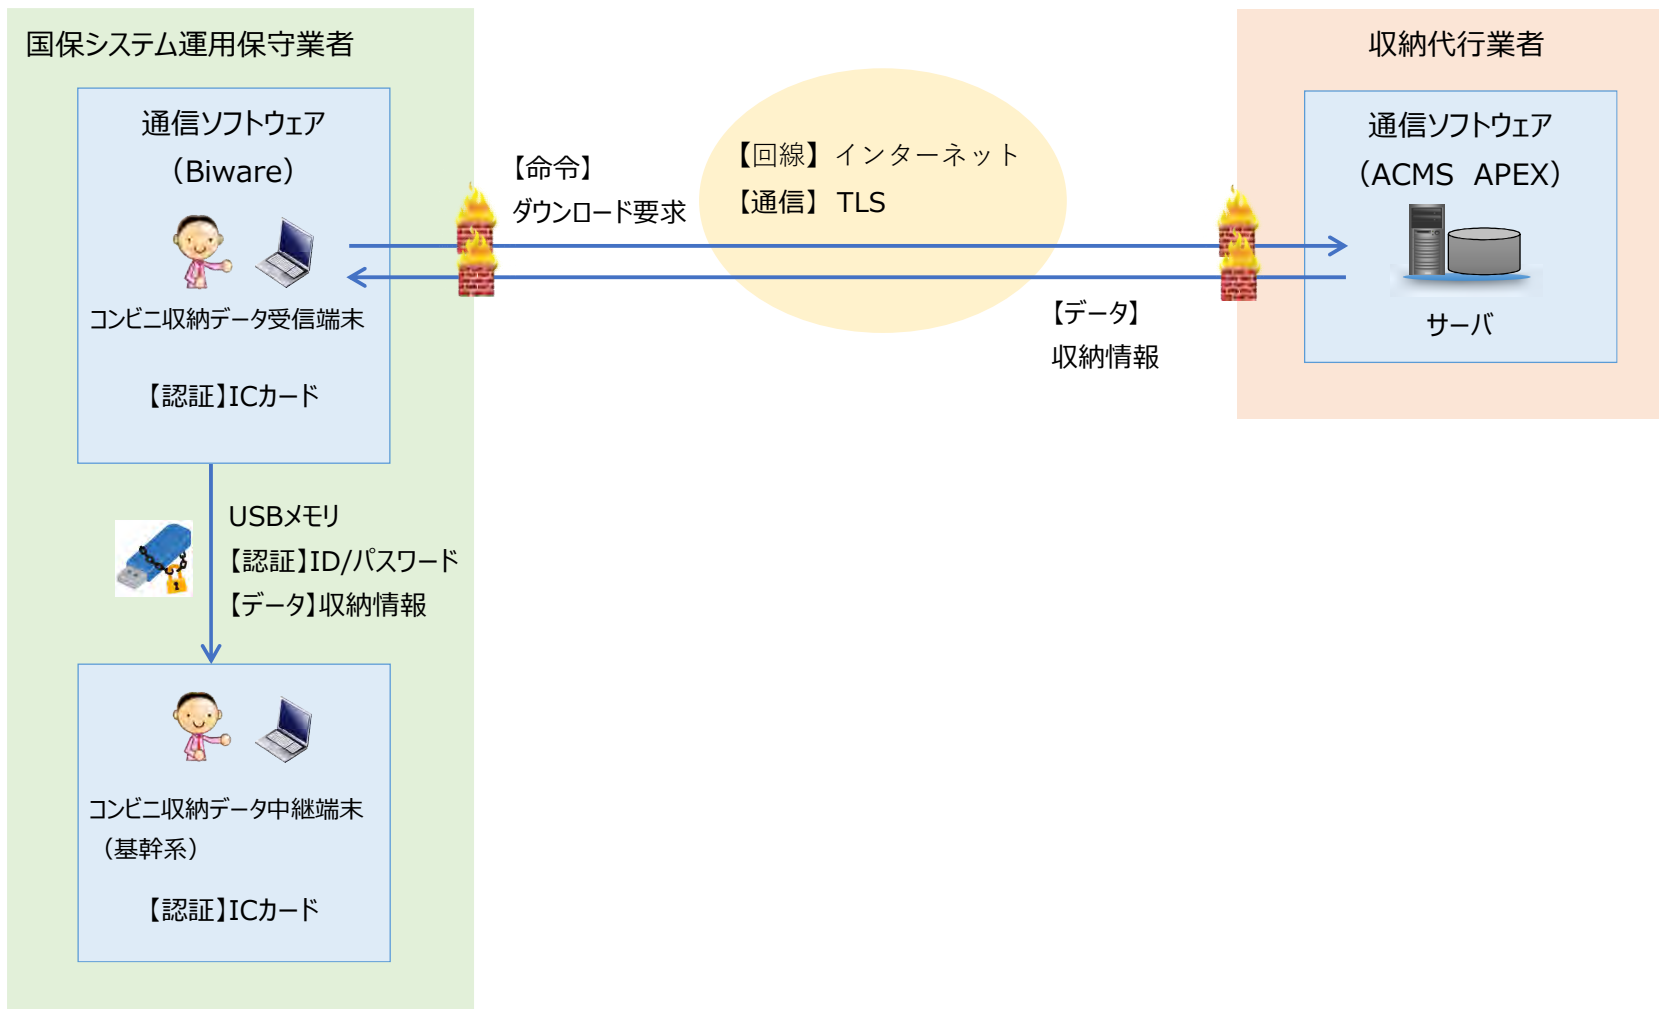 国保システム運用保守業者
通信ソフトウェア
（Biware）
コンビニ収納データ受信端末
【認証】ICカード
【命令】
ダウンロード要求
【回線】インターネット
【通信】 TLS
【データ】
収納情報
収納代行業者
通信ソフトウェア
（ACMS　APEX）
サーバ
USBメモリ
【認証】ID/パスワード
【データ】収納情報
コンビニ収納データ中継端末
（基幹系）
【認証】ICカード